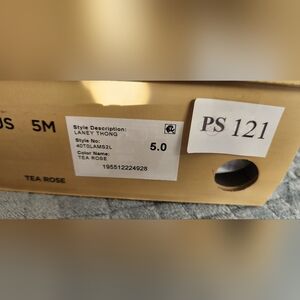 US 5M
Style Description:
LANEY THONG
Style No:
40T0LAMS2L
5.0
Color Name:
TEA ROSE
195512224928
PS 121
TEA ROSE